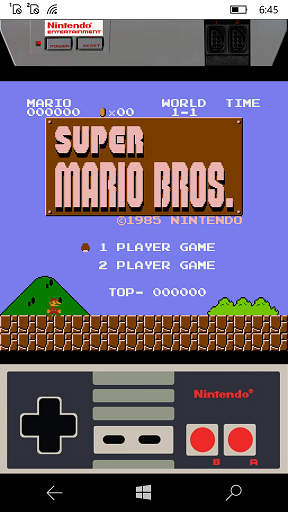 6:45
Nintendo
ENTERTAINMENT
POWER RESET
MARIO WORLD TIME
000000 ×00 1-1
SUPER
MARIO BROS.
©1985 NINTENDO
1 PLAYER GAME
2 PLAYER GAME
TOP- 000000
Nintendo®
B A